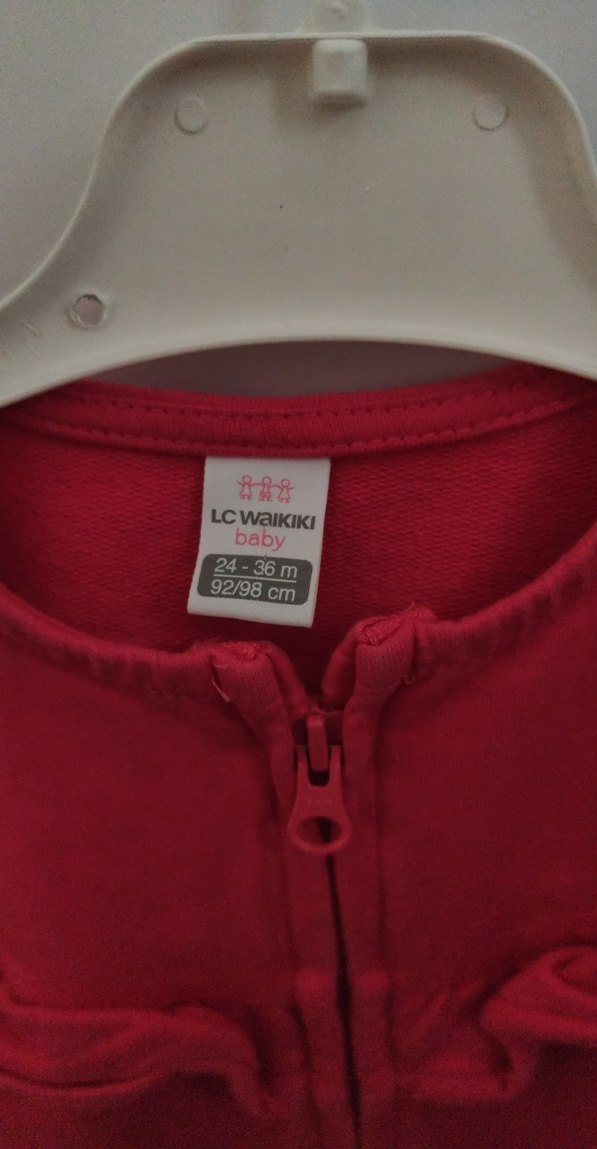 LC WAIKIKI
baby
24 - 36 m
92/98 cm